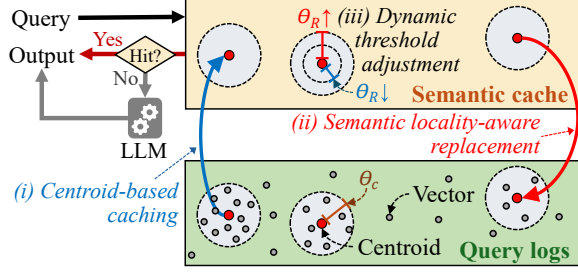 Query
Output
Yes
Hit?
No
LLM
θR↑
(iii) Dynamic
threshold
adjustment
θR↓
Semantic cache
(ii) Semantic locality-aware
replacement
(i) Centroid-based
caching
θc
Vector
Centroid
Query logs